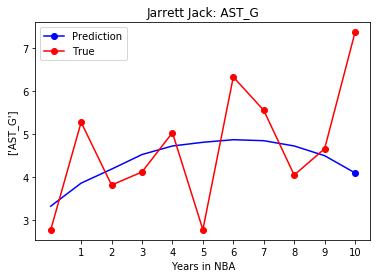 Jarrett Jack: AST_G
Prediction
True
['AST_G']
7
6
5
4
3
1 2 3 4 5 6 7 8 9 10
Years in NBA